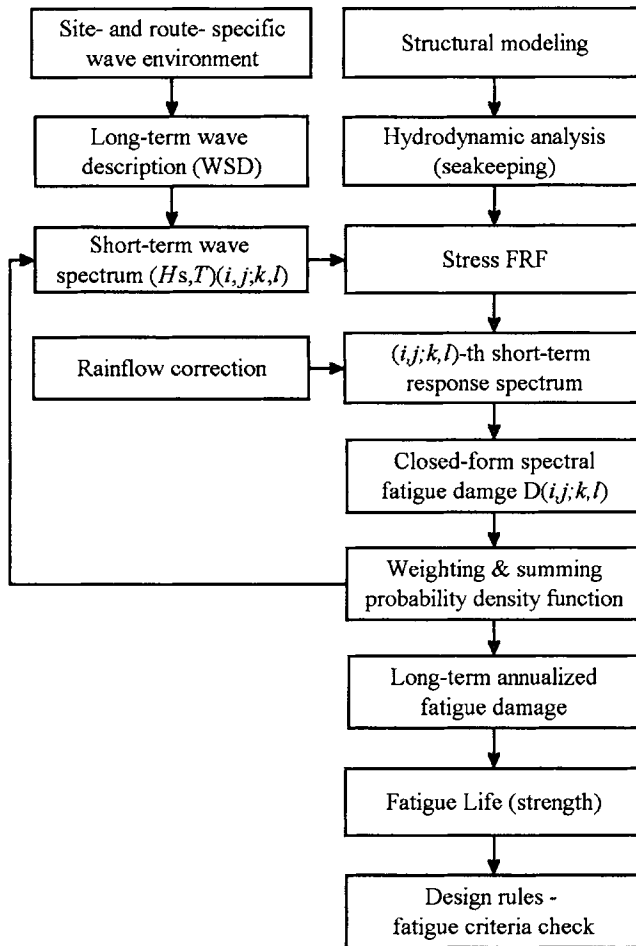 Site- and route- specific
wave environment
Structural modeling
Long-term wave
description (WSD)
Hydrodynamic analysis
(seakeeping)
Short-term wave
spectrum (Hs,T)(i,j;k,l)
Stress FRF
Rainflow correction
(i,j;k,l)-th short-term
response spectrum
Closed-form spectral
fatigue damge D(i,j;k,l)
Weighting & summing
probability density function
Long-term annualized
fatigue damage
Fatigue Life (strength)
Design rules -
fatigue criteria check